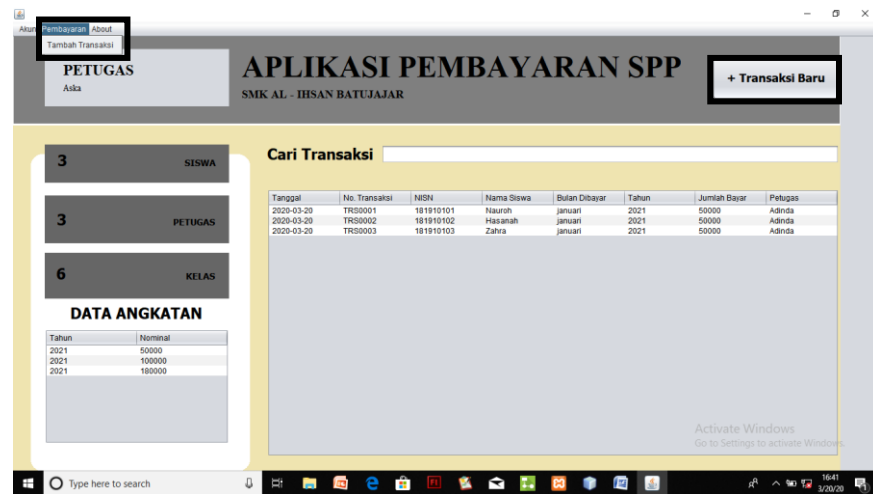 Akun Pembayaran About
Tambah Transaksi
PETUGAS
Aska
APLIKASI PEMBAYARAN SPP
SMK AL - IHSAN BATUJAJAR
+ Transaksi Baru
3 SISWA
3 PETUGAS
6 KELAS
DATA ANGKATAN
Tahun Nominal
2021 50000
2021 100000
2021 180000
Cari Transaksi
Tanggal No. Transaksi NISN Nama Siswa Bulan Dibayar Tahun Jumlah Bayar Petugas
2020-03-20 TRS0001 181910101 Nauroh januari 2021 50000 Adinda
2020-03-20 TRS0002 181910102 Hasanah januari 2021 50000 Adinda
2020-03-20 TRS0003 181910103 Zahra januari 2021 50000 Adinda
Activate Windows
Go to Settings to activate Windows.
Type here to search
16:41
3/20/20